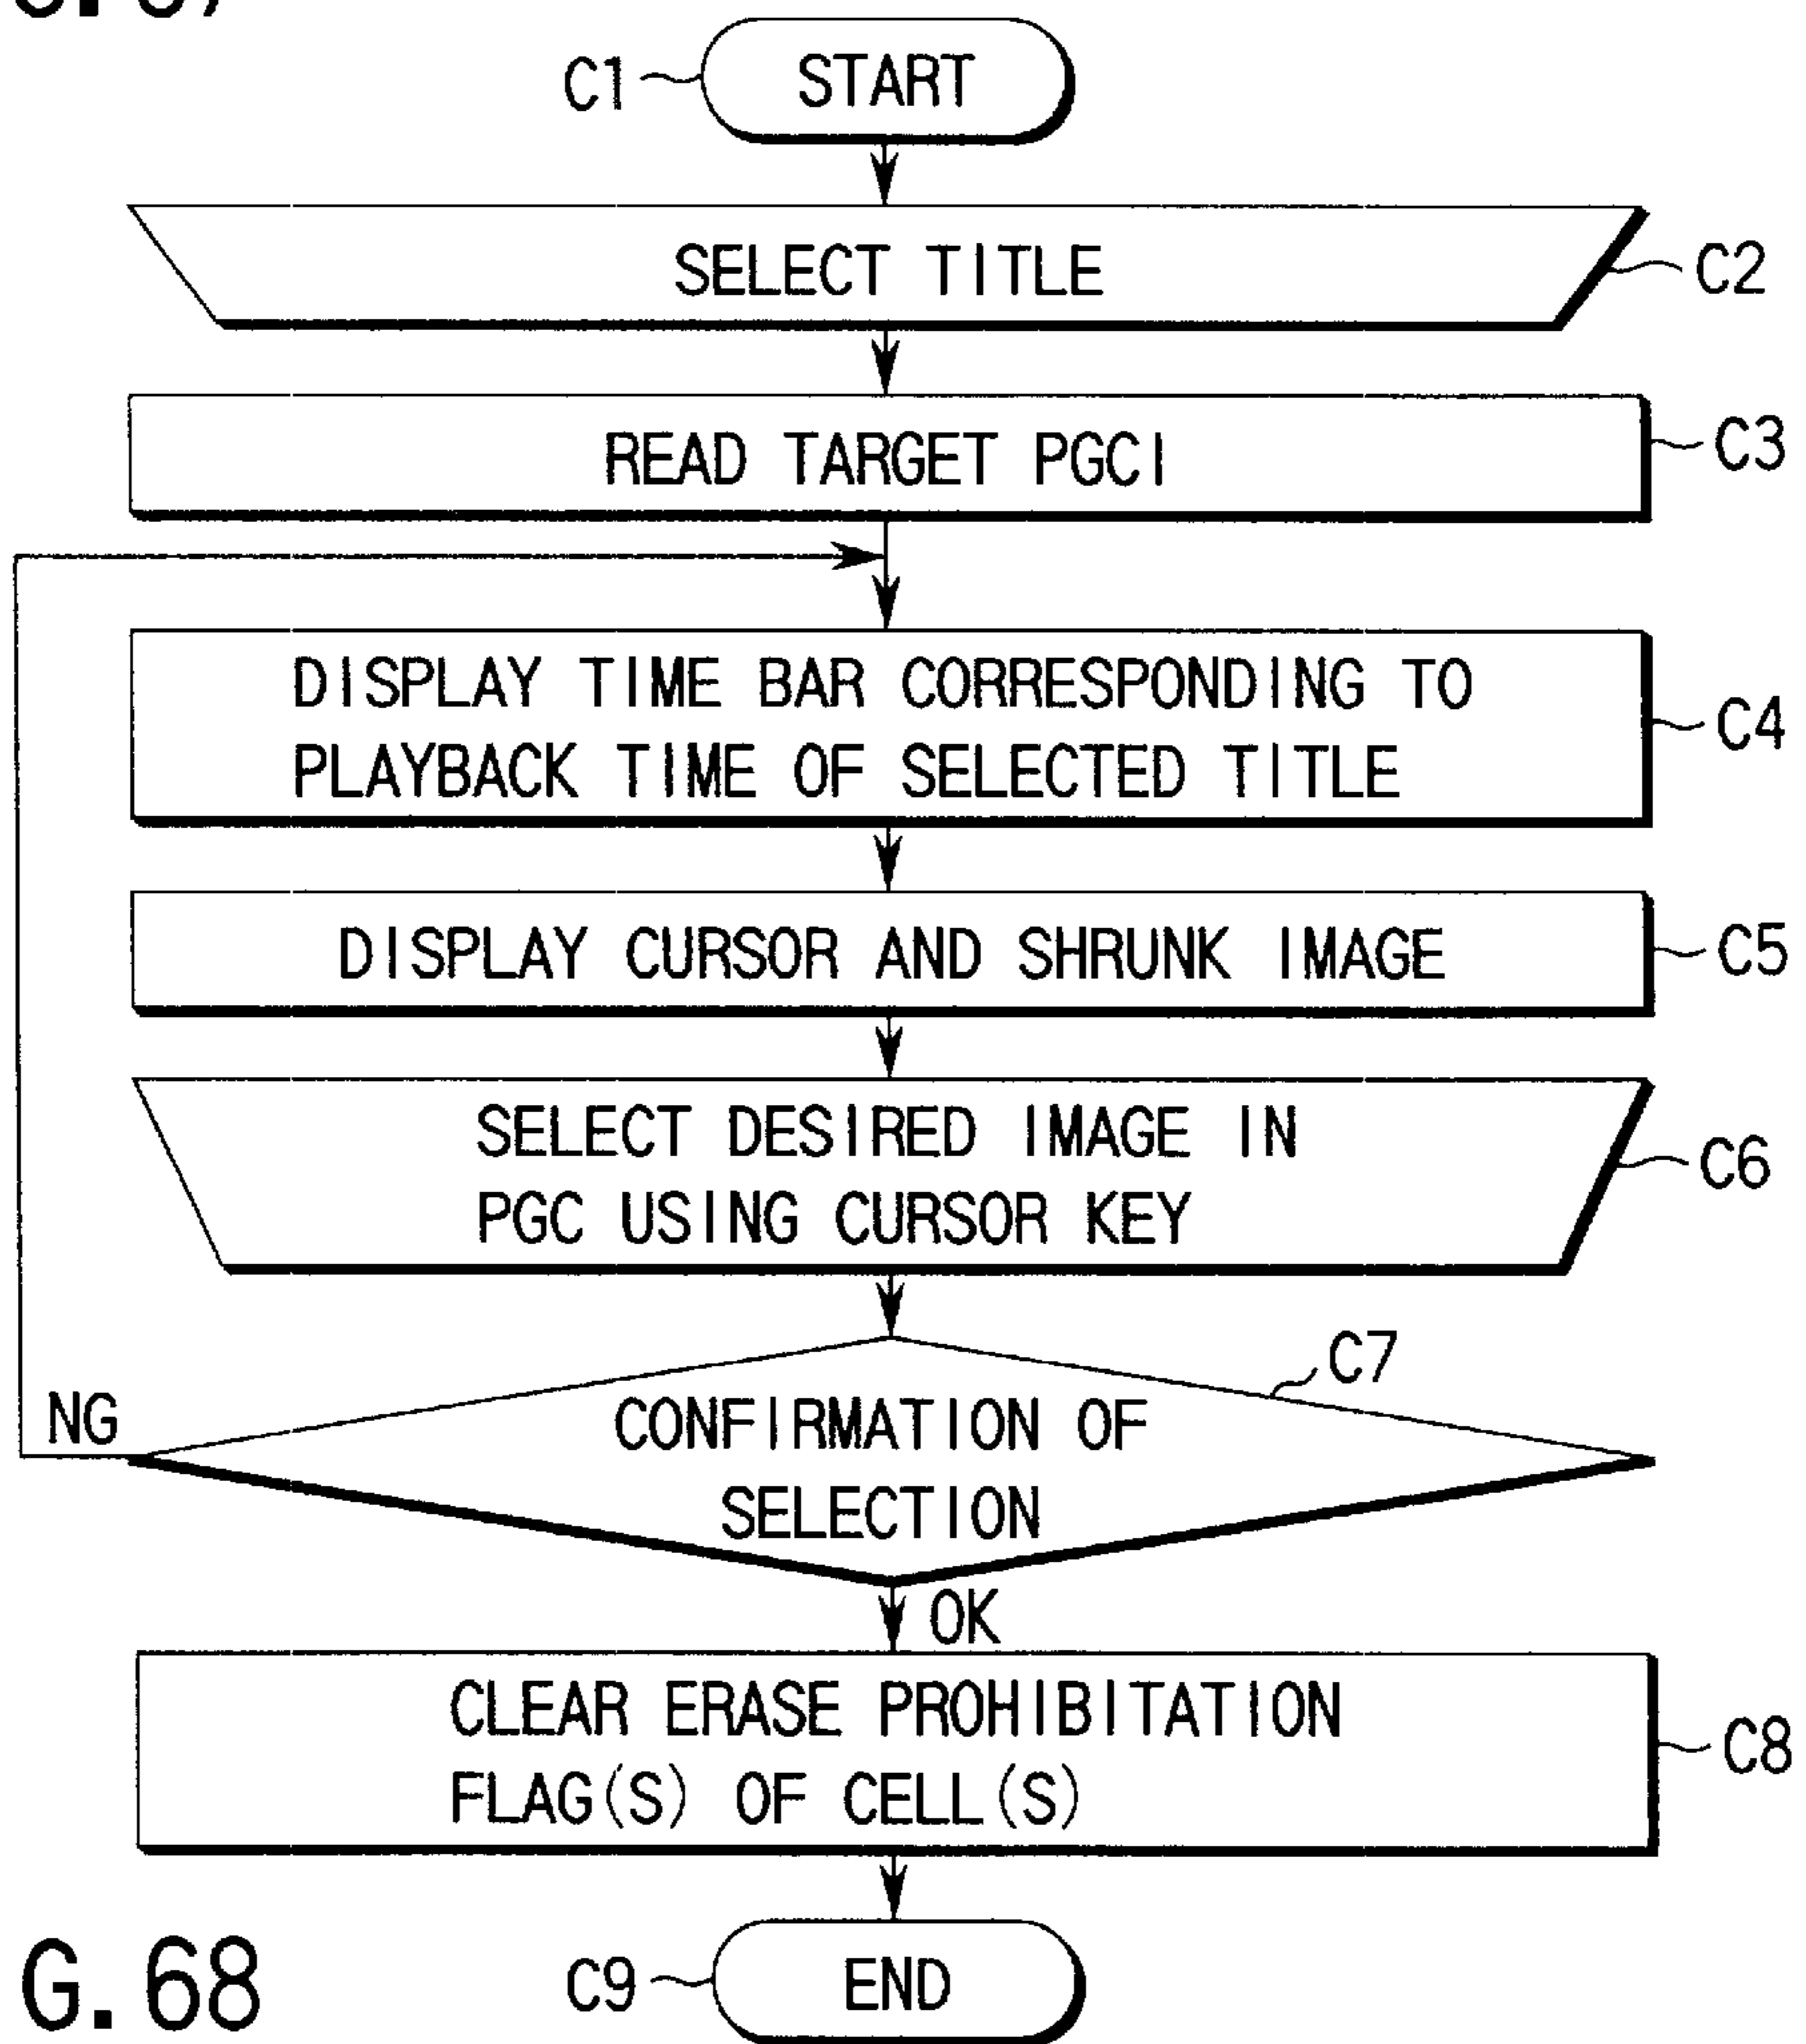 C1
START
SELECT TITLE
C2
READ TARGET PGCI
C3
DISPLAY TIME BAR CORRESPONDING TO
PLAYBACK TIME OF SELECTED TITLE
C4
DISPLAY CURSOR AND SHRUNK IMAGE
C5
SELECT DESIRED IMAGE IN
PGC USING CURSOR KEY
C6
C7
NG
CONFIRMATION OF
SELECTION
OK
CLEAR ERASE PROHIBITATION
FLAG(S) OF CELL(S)
C8
G.68
C9
END